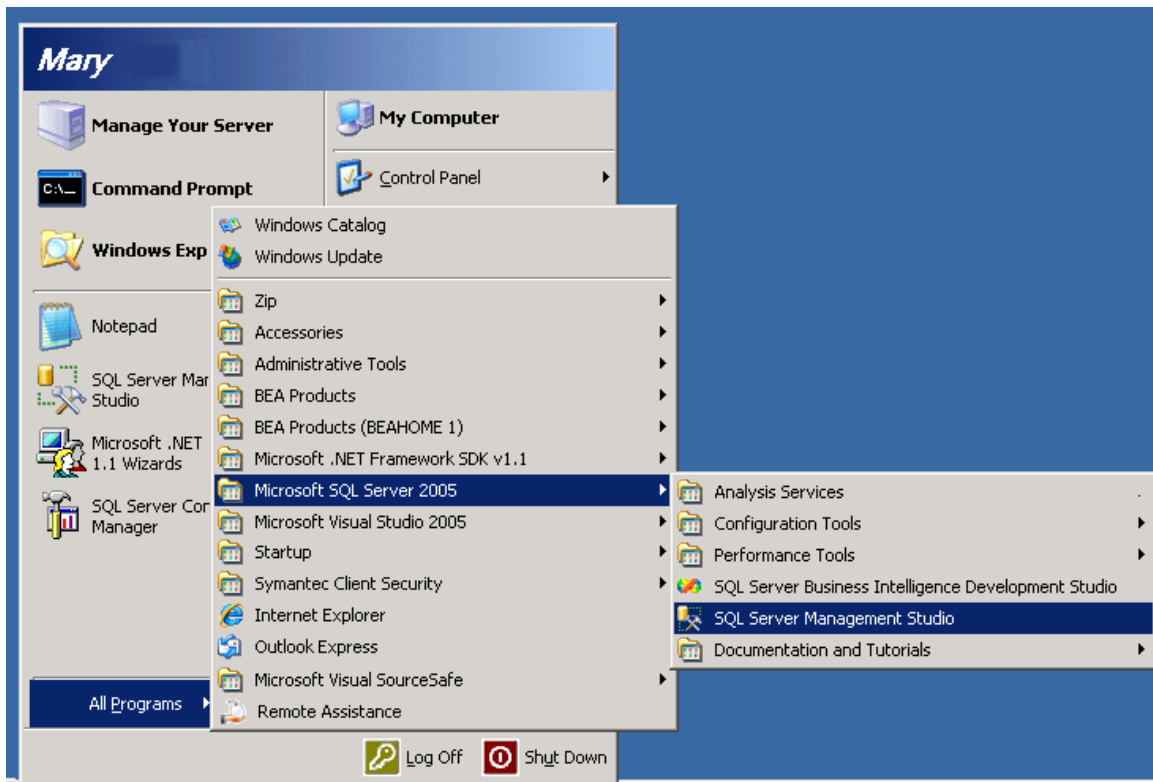 Mary
Manage Your Server
My Computer
Command Prompt
Control Panel
Windows Exp
Notepad
SQL Server Mar
Studio
Microsoft .NET
1.1 Wizards
SQL Server Cor
Manager
All Programs
Windows Catalog
Windows Update
Zip
Accessories
Administrative Tools
BEA Products
BEA Products (BEAHOME 1)
Microsoft .NET Framework SDK v1.1
Microsoft SQL Server 2005
Microsoft Visual Studio 2005
Startup
Symantec Client Security
Internet Explorer
Outlook Express
Microsoft Visual SourceSafe
Remote Assistance
Analysis Services
Configuration Tools
Performance Tools
SQL Server Business Intelligence Development Studio
SQL Server Management Studio
Documentation and Tutorials
Log Off
Shut Down